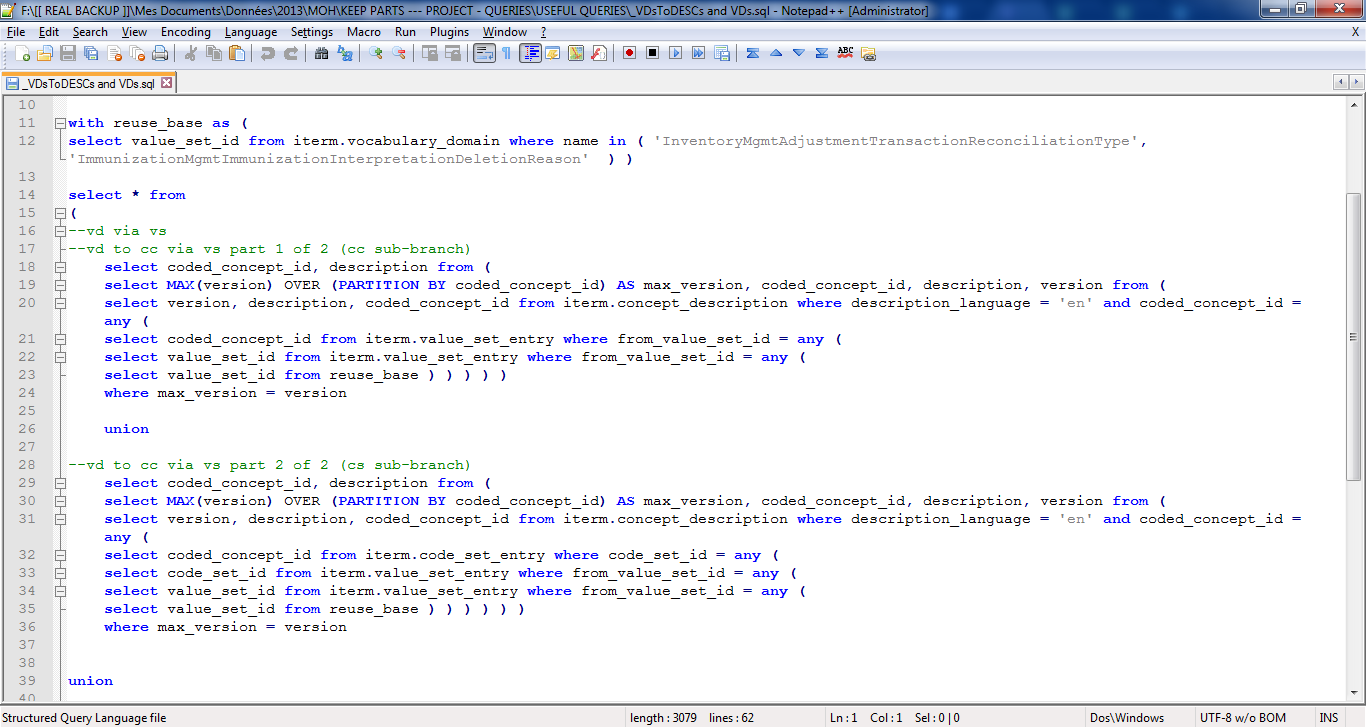 F:\[[ REAL BACKUP ]]\Mes Documents\Données\2013\MOH\KEEP PARTS --- PROJECT - QUERIES\USEFUL QUERIES\_VDsToDESCs and VDs.sql - Notepad++ [Administrator]
File Edit Search View Encoding Language Settings Macro Run Plugins Window ? X
ABC
_VDsToDESCs and VDs.sql
10
11 with reuse_base as (
12 select value_set_id from iterm.vocabulary_domain where name in ( 'InventoryMgmtAdjustmentTransactionReconciliationType',
'ImmunizationMgmtImmunizationInterpretationDeletionReason' ) )
13
14 select * from
15 (
16 --vd via vs
17 --vd to cc via vs part 1 of 2 (cc sub-branch)
18 select coded_concept_id, description from (
19 select MAX(version) OVER (PARTITION BY coded_concept_id) AS max_version, coded_concept_id, description, version from (
20 select version, description, coded_concept_id from iterm.concept_description where description_language = 'en' and coded_concept_id =
any (
21 select coded_concept_id from iterm.value_set_entry where from_value_set_id = any (
22 select value_set_id from iterm.value_set_entry where from_value_set_id = any (
23 select value_set_id from reuse_base ) ) ) ) )
24 where max_version = version
25
26 union
27
28 --vd to cc via vs part 2 of 2 (cs sub-branch)
29 select coded_concept_id, description from (
30 select MAX(version) OVER (PARTITION BY coded_concept_id) AS max_version, coded_concept_id, description, version from (
31 select version, description, coded_concept_id from iterm.concept_description where description_language = 'en' and coded_concept_id =
any (
32 select coded_concept_id from iterm.code_set_entry where code_set_id = any (
33 select code_set_id from iterm.value_set_entry where from_value_set_id = any (
34 select value_set_id from iterm.value_set_entry where from_value_set_id = any (
35 select value_set_id from reuse_base ) ) ) ) ) )
36 where max_version = version
37
38
39 union
40
Structured Query Language file length : 3079 lines : 62 Ln : 1 Col : 1 Sel : 0 | 0 Dos\Windows UTF-8 w/o BOM INS